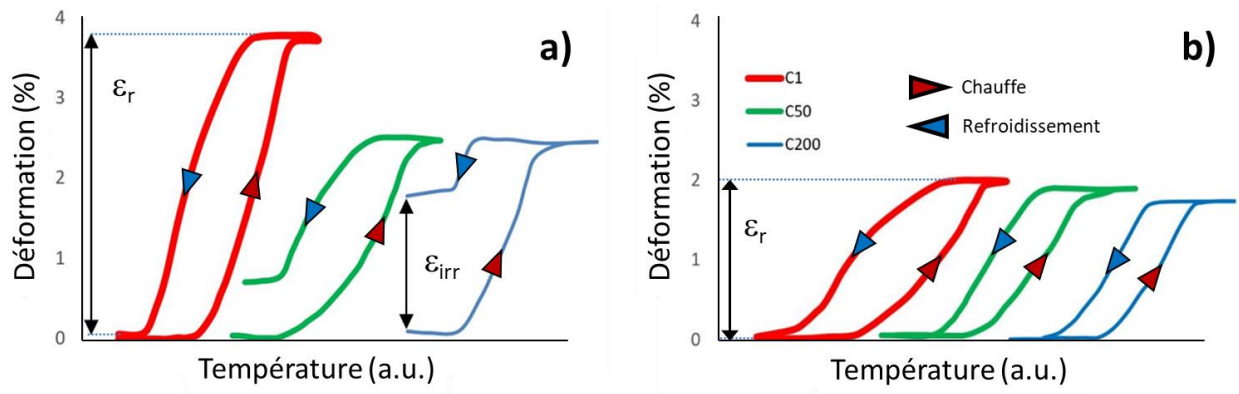 a)
Déformation (%)
4
3
2
1
0
εr
εirr
Température (a.u.)
b)
Déformation (%)
4
3
2
1
0
C1
C50
C200
Chauffe
Refroidissement
εr
Température (a.u.)